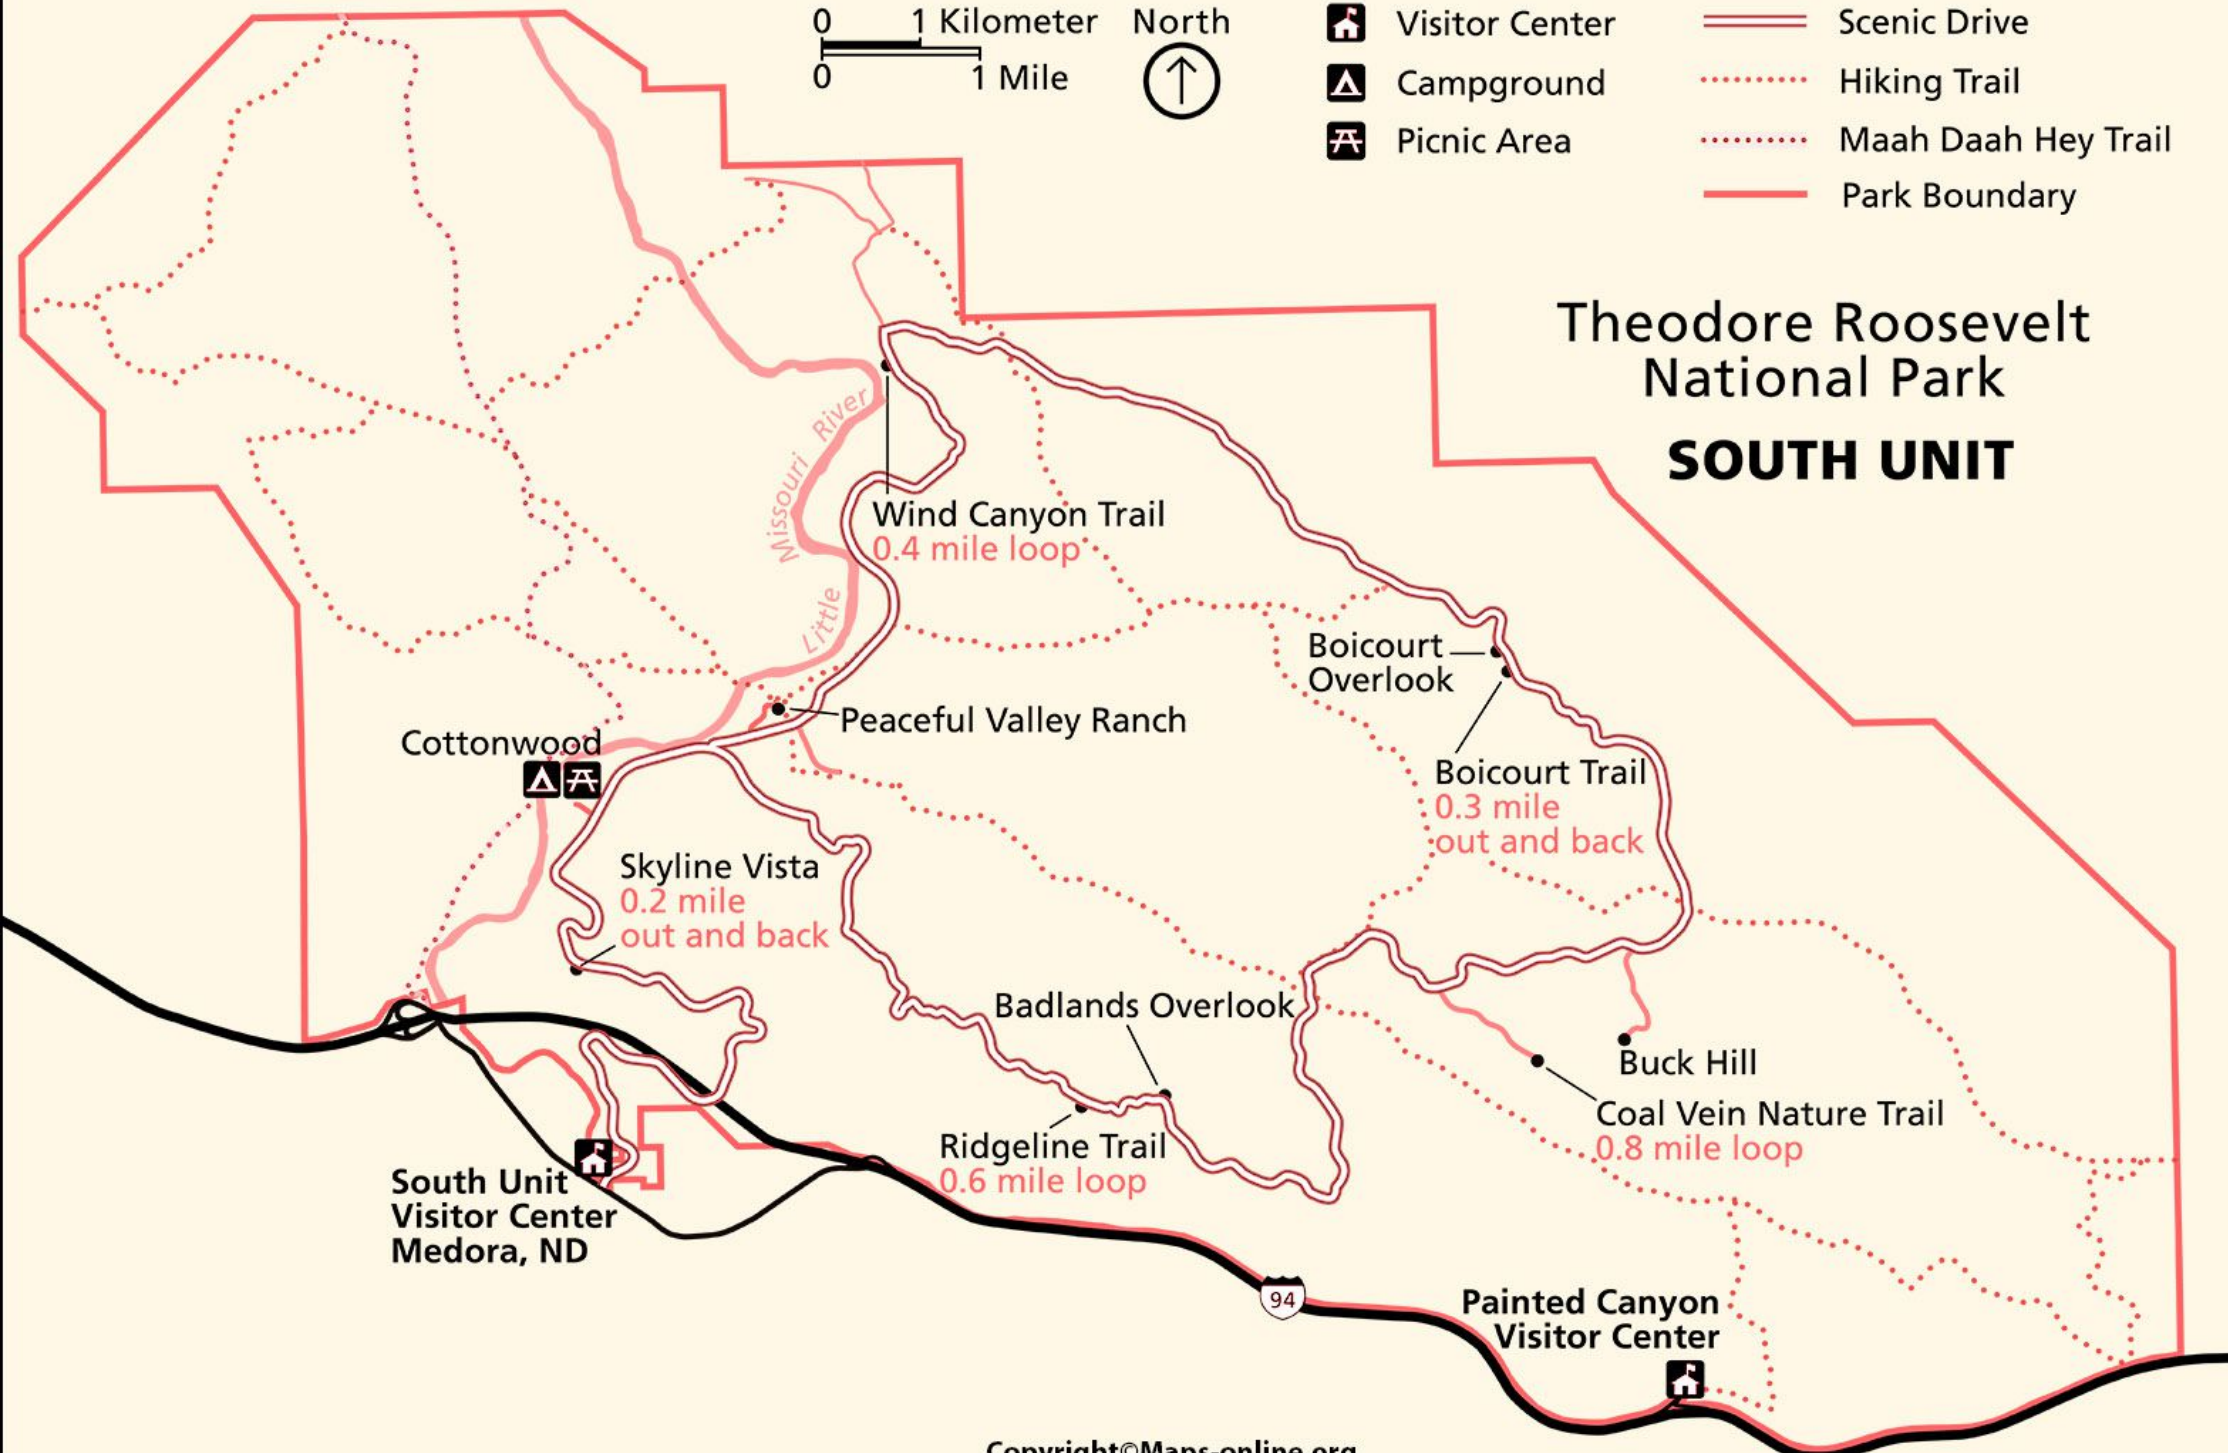 0 1 Kilometer
0 1 Mile
North
Visitor Center
Campground
Picnic Area
Scenic Drive
Hiking Trail
Maah Daah Hey Trail
Park Boundary
Theodore Roosevelt
National Park
SOUTH UNIT
Little Missouri River
Wind Canyon Trail
0.4 mile loop
Boicourt
Overlook
Peaceful Valley Ranch
Cottonwood
Boicourt Trail
0.3 mile
out and back
Skyline Vista
0.2 mile
out and back
Badlands Overlook
Buck Hill
Coal Vein Nature Trail
0.8 mile loop
Ridgeline Trail
0.6 mile loop
South Unit
Visitor Center
Medora, ND
94
Painted Canyon
Visitor Center
Copyright©Maps-online.org